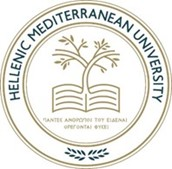 HELLENIC MEDITERRANEAN UNIVERSITY
ΠΑΝΤΕΣ ΑΝΘΡΩΠΟΙ ΤΟΥ ΕΙΔΕΝΑΙ
ΟΡΕΓΟΝΤΑΙ ΦΥΣΕΙ